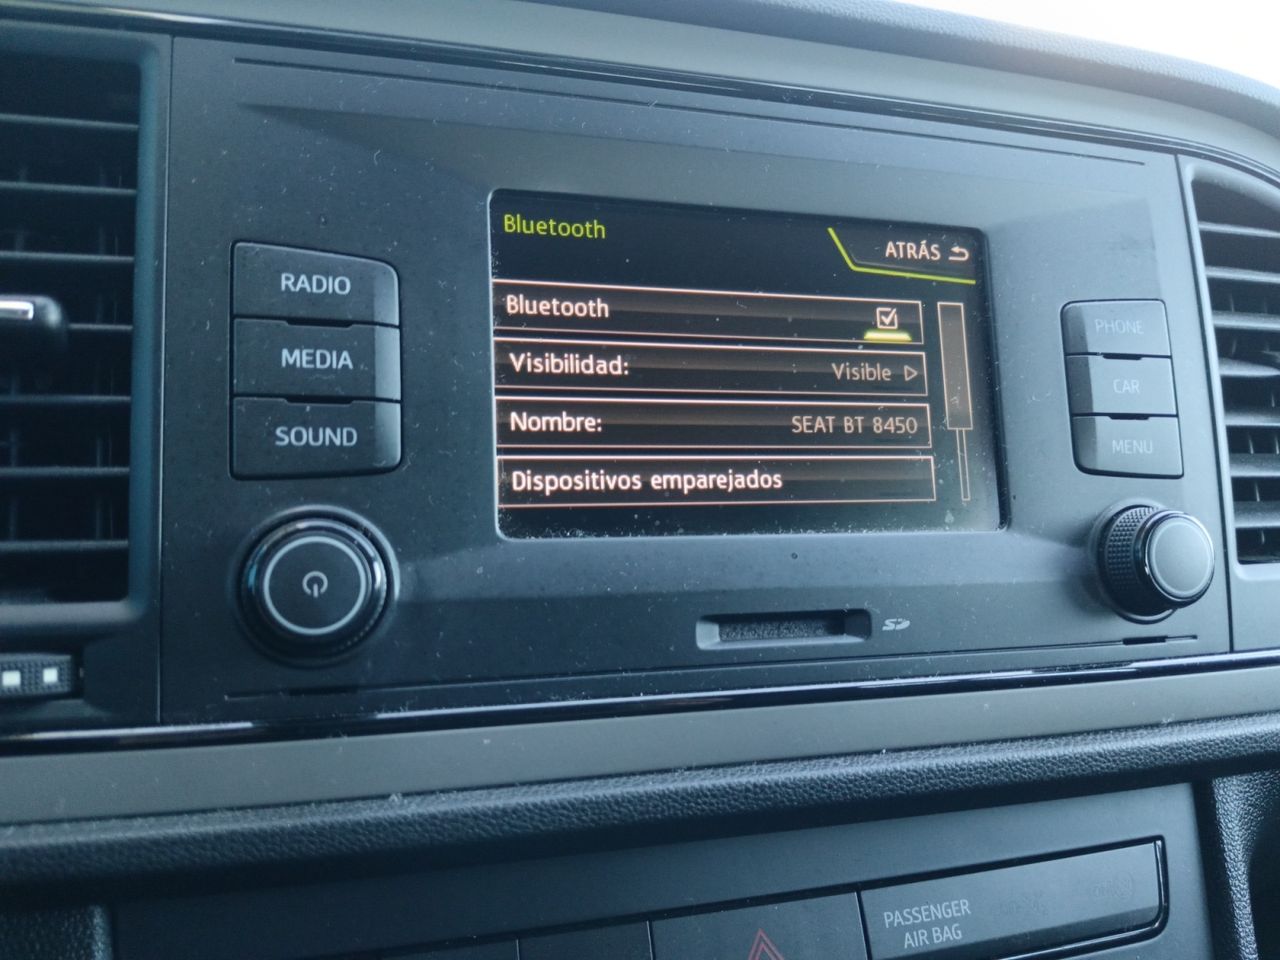 Bluetooth
ATRÁS
Bluetooth
Visibilidad: Visible
Nombre: SEAT BT 8450
Dispositivos emparejados
RADIO
MEDIA
SOUND
PHONE
CAR
MENU
SD
PASSENGER
AIR BAG